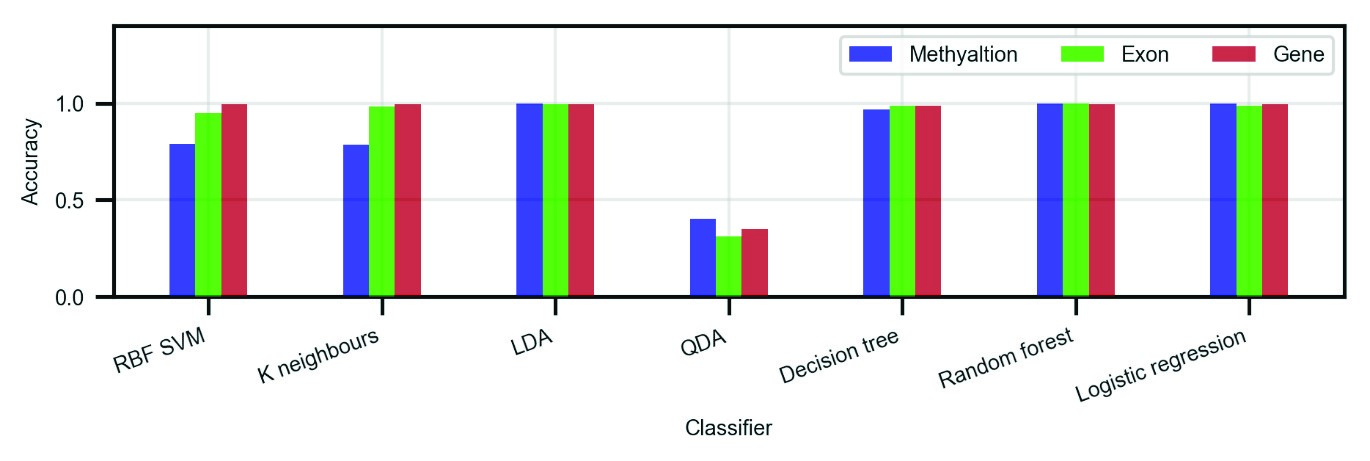 Methyaltion Exon Gene
1.0
0.5
0.0
Accuracy
RBF SVM
K neighbours
LDA
QDA
Decision tree
Random forest
Logistic regression
Classifier